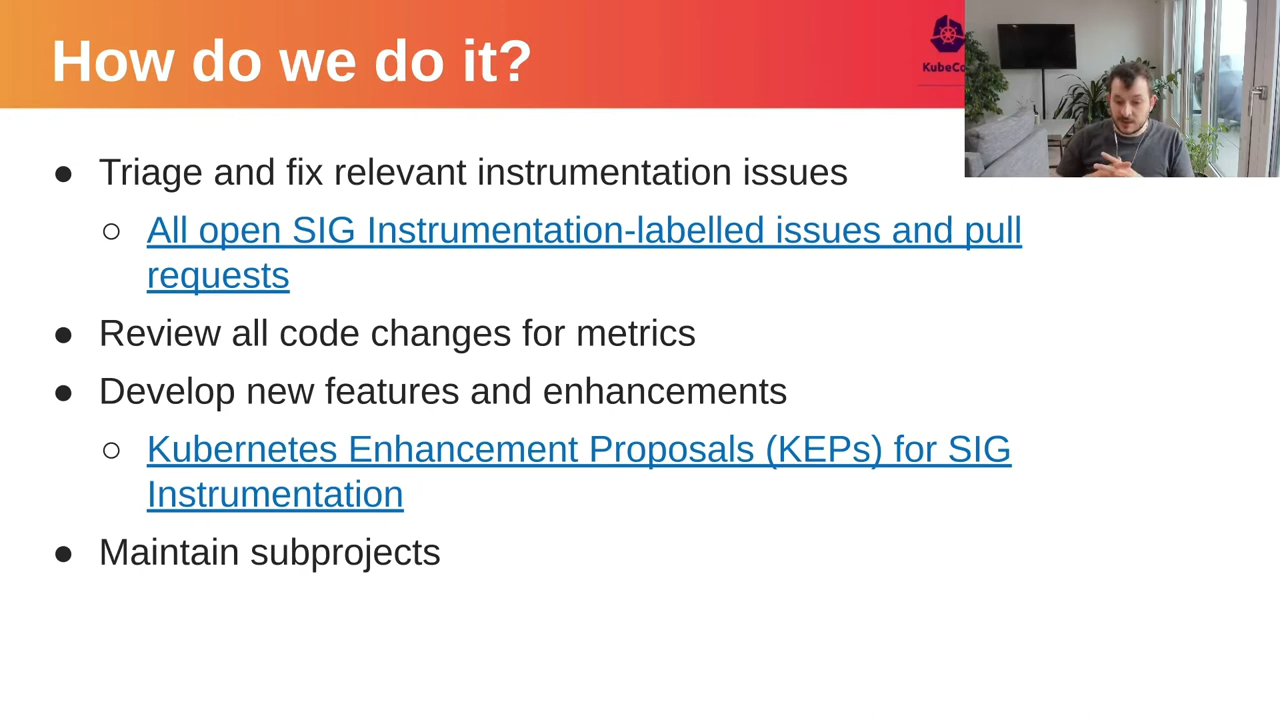 How do we do it?
● Triage and fix relevant instrumentation issues
○ All open SIG Instrumentation-labelled issues and pull
requests
● Review all code changes for metrics
● Develop new features and enhancements
○ Kubernetes Enhancement Proposals (KEPs) for SIG
Instrumentation
● Maintain subprojects